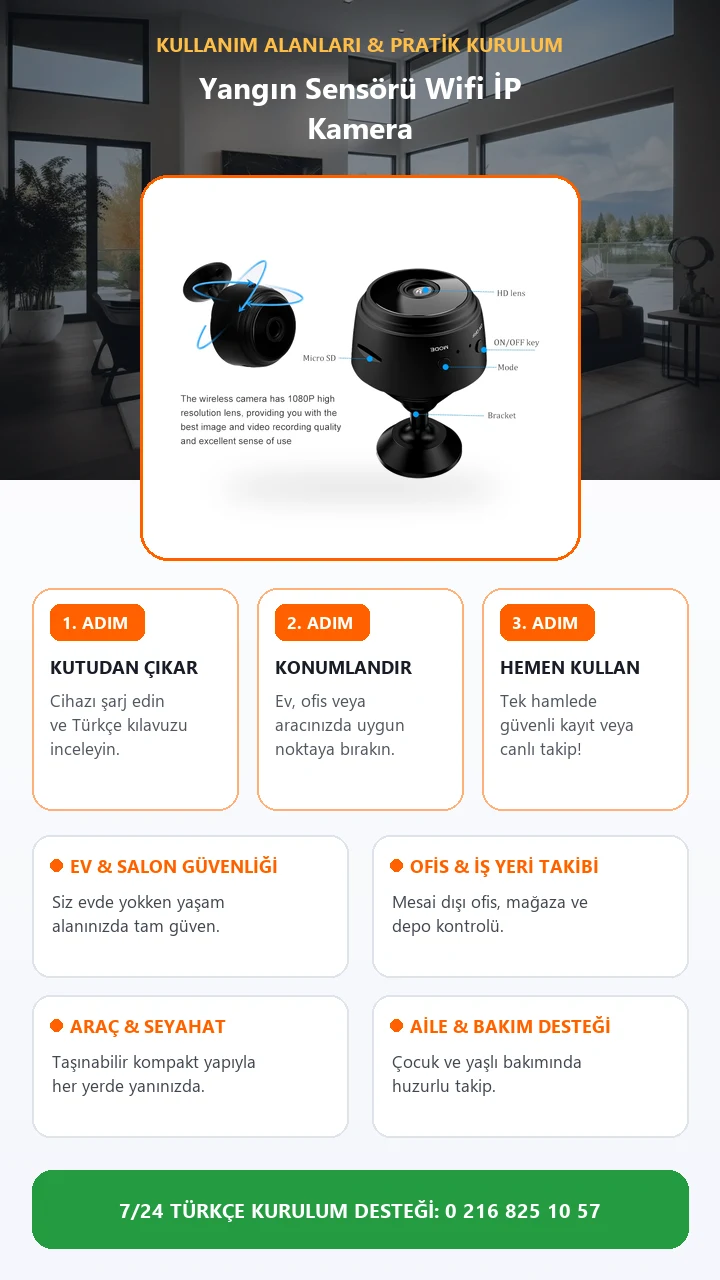 KULLANIM ALANLARI & PRATİK KURULUM
Yangın Sensörü Wifi İP
Kamera
HD lens
ON/OFF key
MODE
Micro SD
Mode
The wireless camera has 1080P high
resolution lens, providing you with the
best image and video recording quality
and excellent sense of use
Bracket
1. ADIM
KUTUDAN ÇIKAR
Cihazı şarj edin
ve Türkçe kılavuzu
inceleyin.
2. ADIM
KONUMLANDIR
Ev, ofis veya
aracınızda uygun
noktaya bırakın.
3. ADIM
HEMEN KULLAN
Tek hamlede
güvenli kayıt veya
canlı takip!
EV & SALON GÜVENLİĞİ
Siz evde yokken yaşam
alanınızda tam güven.
OFİS & İŞ YERİ TAKİBİ
Mesai dışı ofis, mağaza ve
depo kontrolü.
ARAÇ & SEYAHAT
Taşınabilir kompakt yapıyla
her yerde yanınızda.
AİLE & BAKIM DESTEĞİ
Çocuk ve yaşlı bakımında
huzurlu takip.
7/24 TÜRKÇE KURULUM DESTEĞİ: 0 216 825 10 57